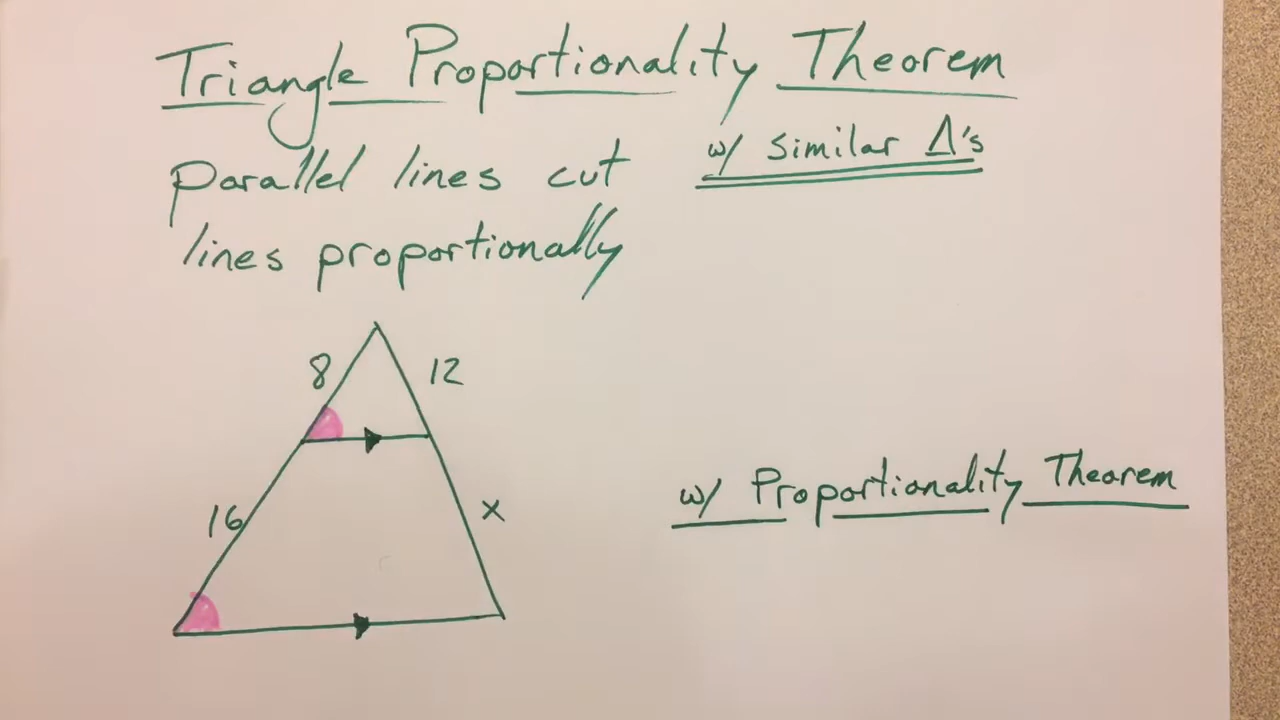 Triangle Proportionality Theorem
parallel lines cut
lines proportionally
w/ similar Δ's
8
12
16
x
w/ Proportionality Theorem